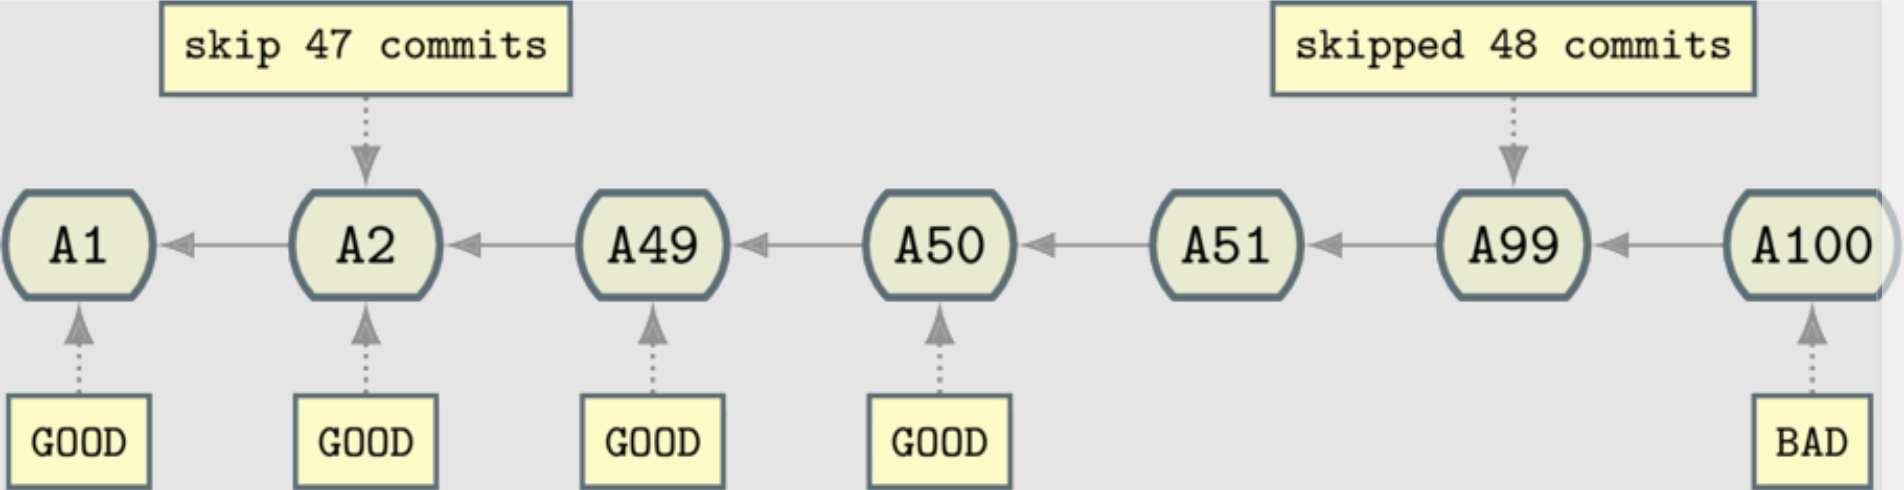 skip 47 commits
skipped 48 commits
A1
A2
A49
A50
A51
A99
A100
GOOD
GOOD
GOOD
GOOD
BAD